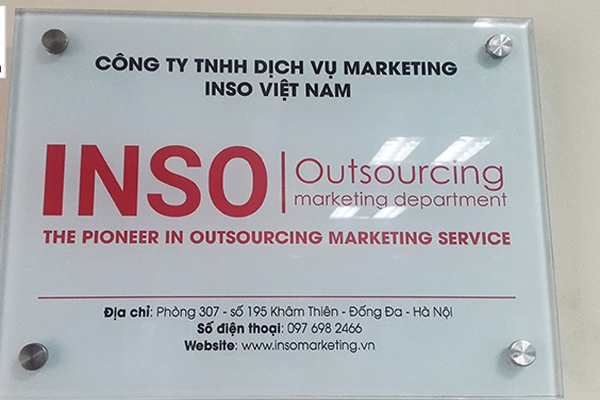 CÔNG TY TNHH DỊCH VỤ MARKETING
INSO VIỆT NAM
INSO
Outsourcing
marketing department
THE PIONEER IN OUTSOURCING MARKETING SERVICE
Địa chỉ: Phòng 307 - số 195 Khâm Thiên - Đống Đa - Hà Nội
Số điện thoại: 097 698 2466
Website: www.insomarketing.vn